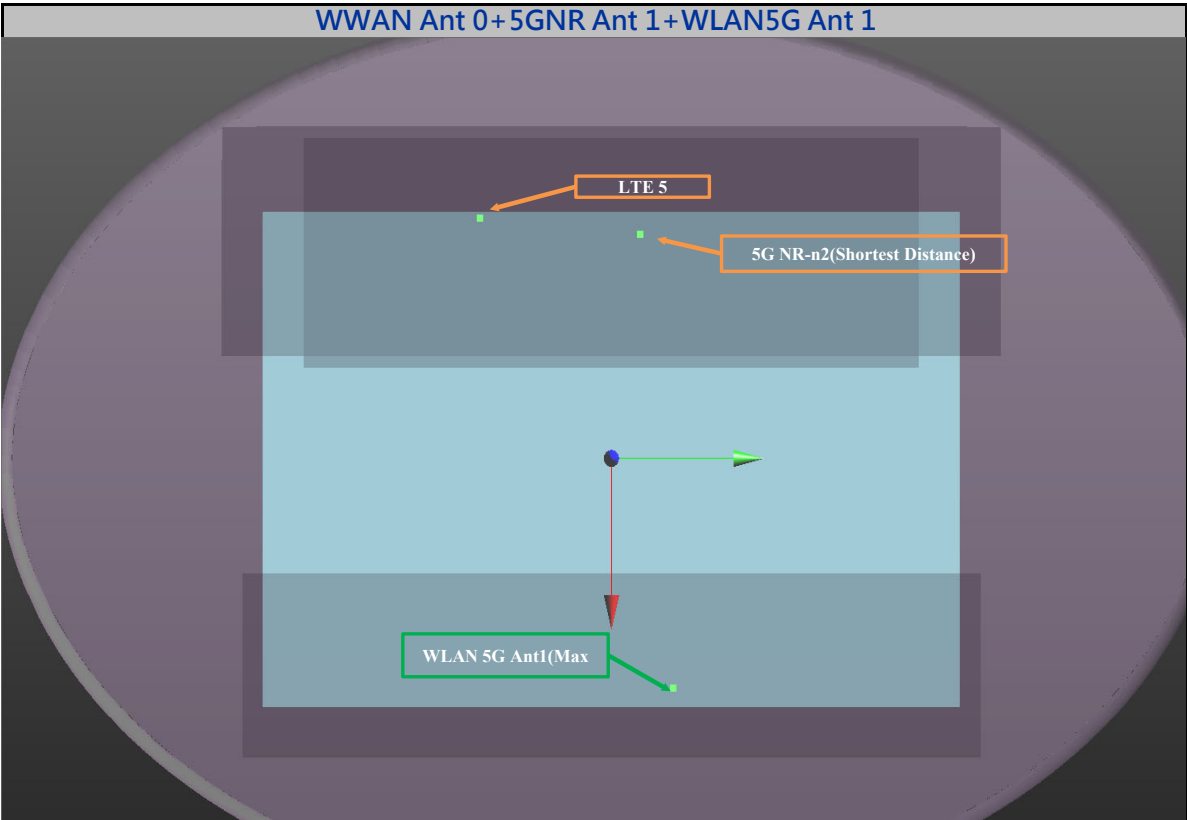 WWAN Ant 0+5GNR Ant 1+WLAN5G Ant 1
LTE 5
5G NR-n2(Shortest Distance)
WLAN 5G Ant1(Max